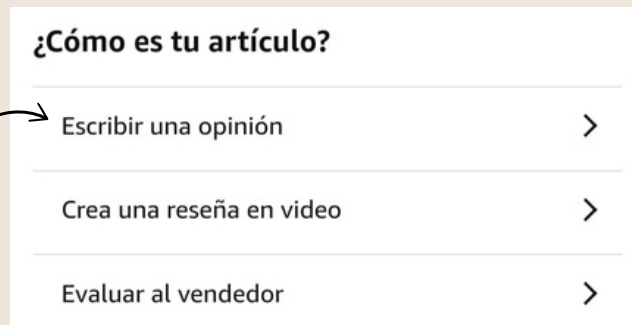 ¿Cómo es tu artículo?
Escribir una opinión
Crea una reseña en video
Evaluar al vendedor